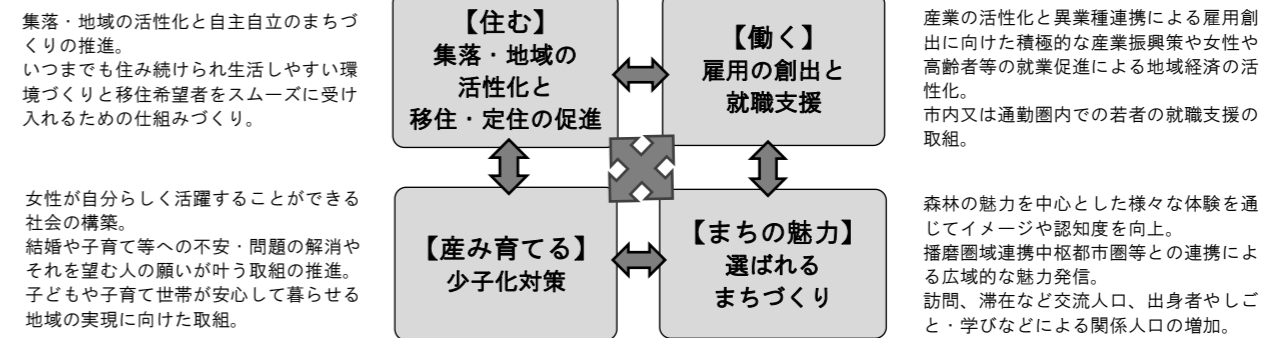 集落・地域の活性化と自主自立のまちづ
くりの推進。
いつまでも住み続けられ生活しやすい環
境づくりと移住希望者をスムーズに受け
入れるための仕組みづくり。
【住む】
集落・地域の
活性化と
移住・定住の促進
【働く】
雇用の創出と
就職支援
産業の活性化と異業種連携による雇用創
出に向けた積極的な産業振興策や女性や
高齢者等の就業促進による地域経済の活
性化。
市内又は通勤圏内での若者の就職支援の
取組。
女性が自分らしく活躍することができる
社会の構築。
結婚や子育て等への不安・問題の解消や
それを望む人の願いが叶う取組の推進。
子どもや子育て世帯が安心して暮らせる
地域の実現に向けた取組。
【産み育てる】
少子化対策
【まちの魅力】
選ばれる
まちづくり
森林の魅力を中心とした様々な体験を通
じてイメージや認知度を向上。
播磨圏域連携中枢都市圏等との連携によ
る広域的な魅力発信。
訪問、滞在など交流人口、出身者やしご
と・学びなどによる関係人口の増加。